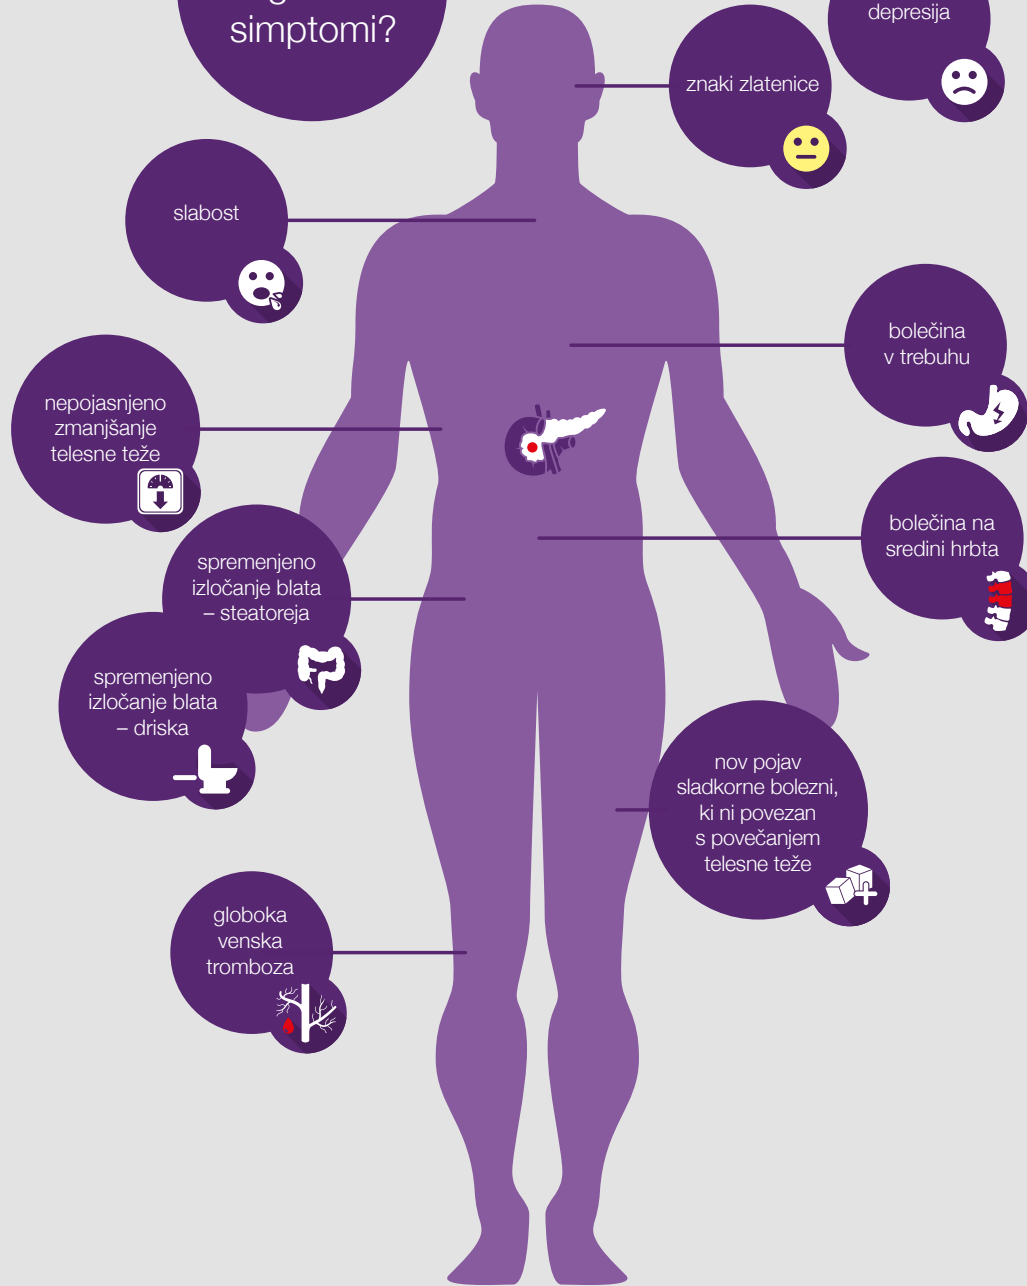 simptomi?
depresija
znaki zlatenice
slabost
bolečina
v trebuhu
nepojasnjeno
zmanjšanje
telesne teže
bolečina na
sredini hrbta
spremenjeno
izločanje blata
– steatoreja
spremenjeno
izločanje blata
– driska
nov pojav
sladkorne bolezni,
ki ni povezan
s povečanjem
telesne teže
globoka
venska
tromboza